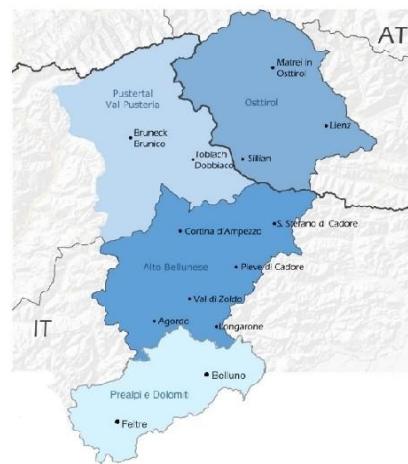 AT
Matrei in
Osttirol
Pustertal
Val Pusteria
Osttirol
Lienz
Bruneck
Brunico
Toblach
Dobbiaco
Sillian
S. Stefano di Cadore
Cortina d'Ampezzo
Alto Bellunese
Pieve di Cadore
Val di Zoldo
Agordo
Longarone
IT
Belluno
Prealpi e Dolomiti
Feltre